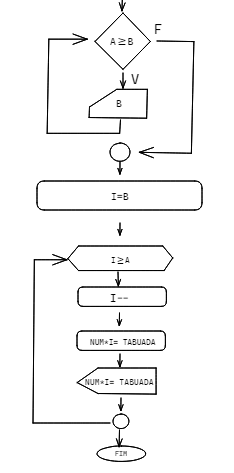 A≥B
F
V
B
I=B
I≥A
I--
NUM*I= TABUADA
NUM*I= TABUADA
FIM